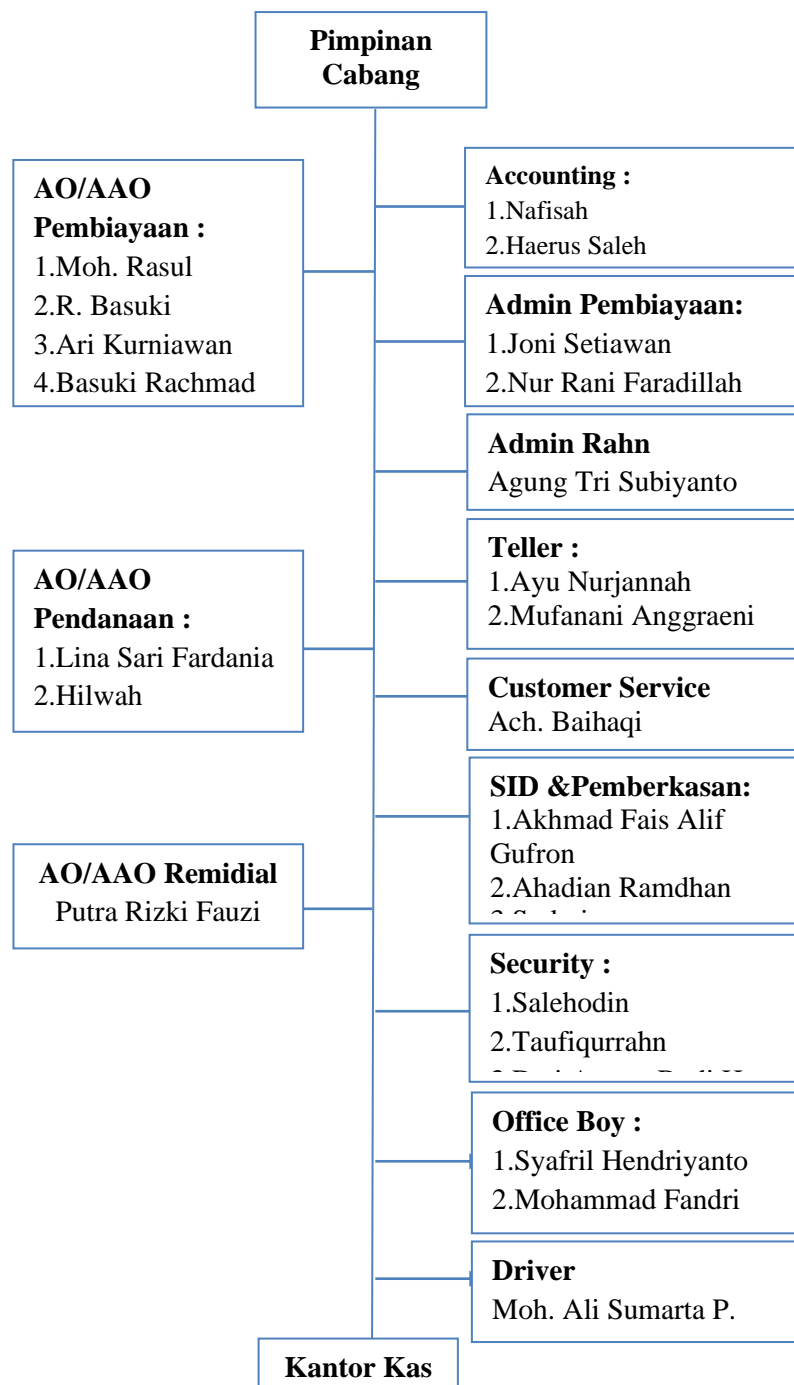 Pimpinan
Cabang
AO/AAO
Pembiayaan :
1.Moh. Rasul
2.R. Basuki
3.Ari Kurniawan
4.Basuki Rachmad
Accounting :
1.Nafisah
2.Haerus Saleh
Admin Pembiayaan:
1.Joni Setiawan
2.Nur Rani Faradillah
Admin Rahn
Agung Tri Subiyanto
AO/AAO
Pendanaan :
1.Lina Sari Fardania
2.Hilwah
Teller :
1.Ayu Nurjannah
2.Mufanani Anggraeni
Customer Service
Ach. Baihaqi
SID &Pemberkasan:
1.Akhmad Fais Alif
Gufron
2.Ahadian Ramdhan
AO/AAO Remidial
Putra Rizki Fauzi
Security :
1.Salehodin
2.Taufiqurrahn
Office Boy :
1.Syafril Hendriyanto
2.Mohammad Fandri
Driver
Moh. Ali Sumarta P.
Kantor Kas